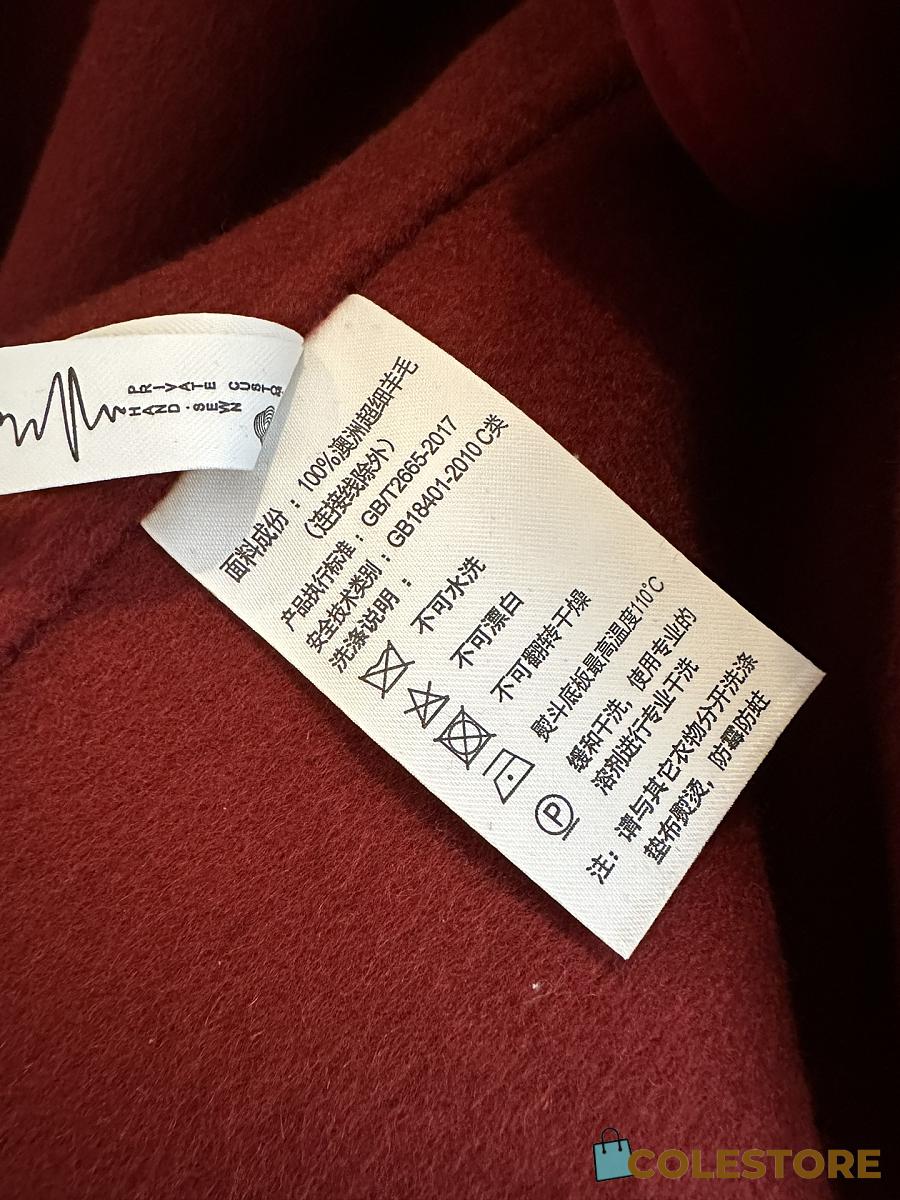 PRIVATE CUSTO
HAND·SEWN
面料成份：100%澳洲超细羊毛
（连接线除外）
产品执行标准：GB/T2665-2017
安全技术类别：GB18401-2010 C类
洗涤说明：
不可水洗
不可漂白
不可翻转干燥
熨斗底板最高温度110℃
P
缓和干洗，使用专业的
溶剂进行专业干洗
注：请与其它衣物分开洗涤
垫布熨烫，防霉防蛀
COLESTORE